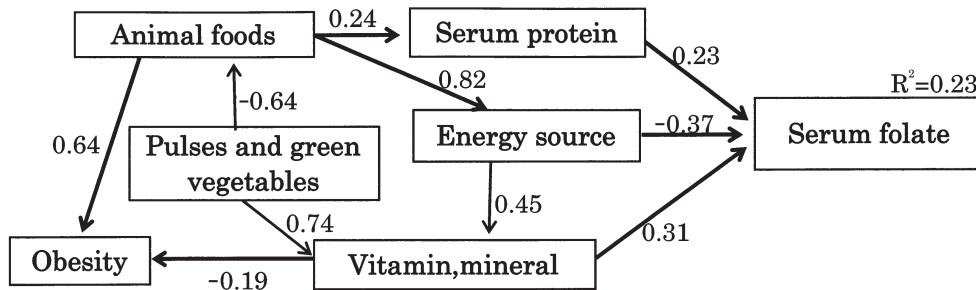 Animal foods
0.24
Serum protein
0.82
0.23
R²=0.23
-0.64
0.64
Pulses and green
vegetables
Energy source
-0.37
Serum folate
0.74
0.45
0.31
Obesity
-0.19
Vitamin,mineral